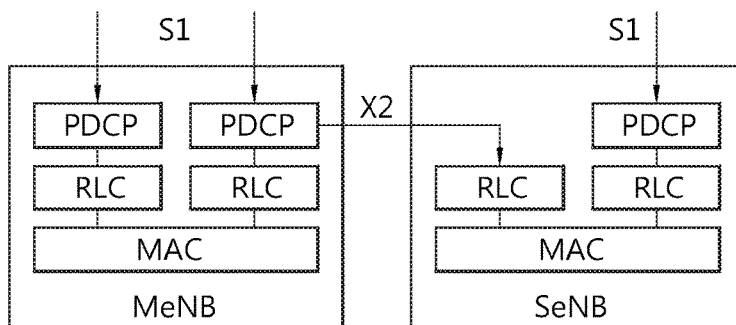 S1 S1
X2
PDCP PDCP PDCP
RLC RLC RLC RLC
MAC MAC
MeNB SeNB